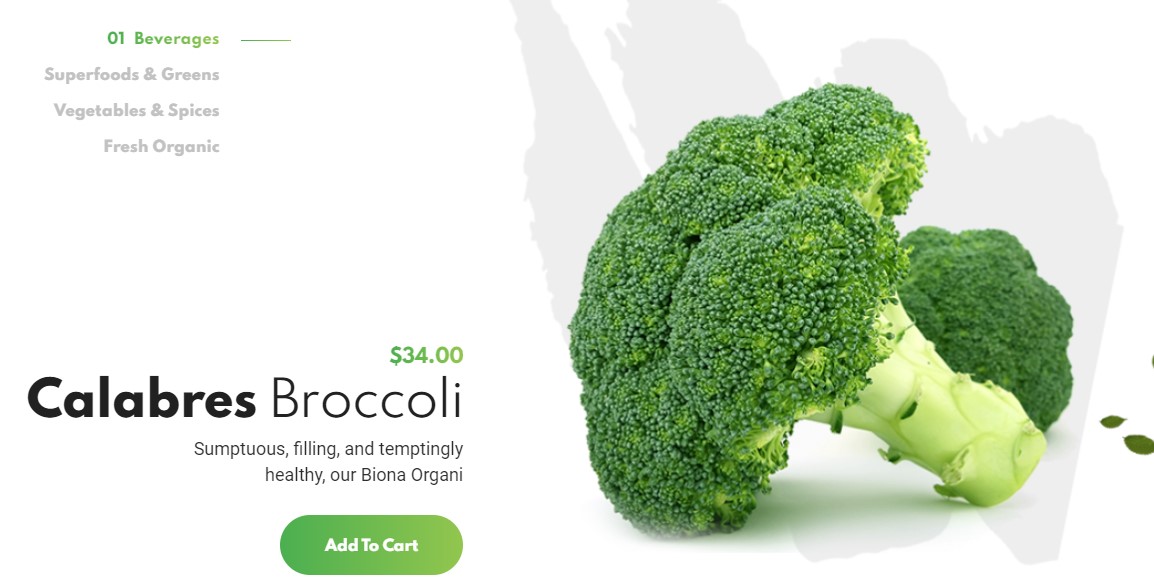 01 Beverages
Superfoods & Greens
Vegetables & Spices
Fresh Organic
$34.00
Calabres Broccoli
Sumptuous, filling, and temptingly
healthy, our Biona Organi
Add To Cart